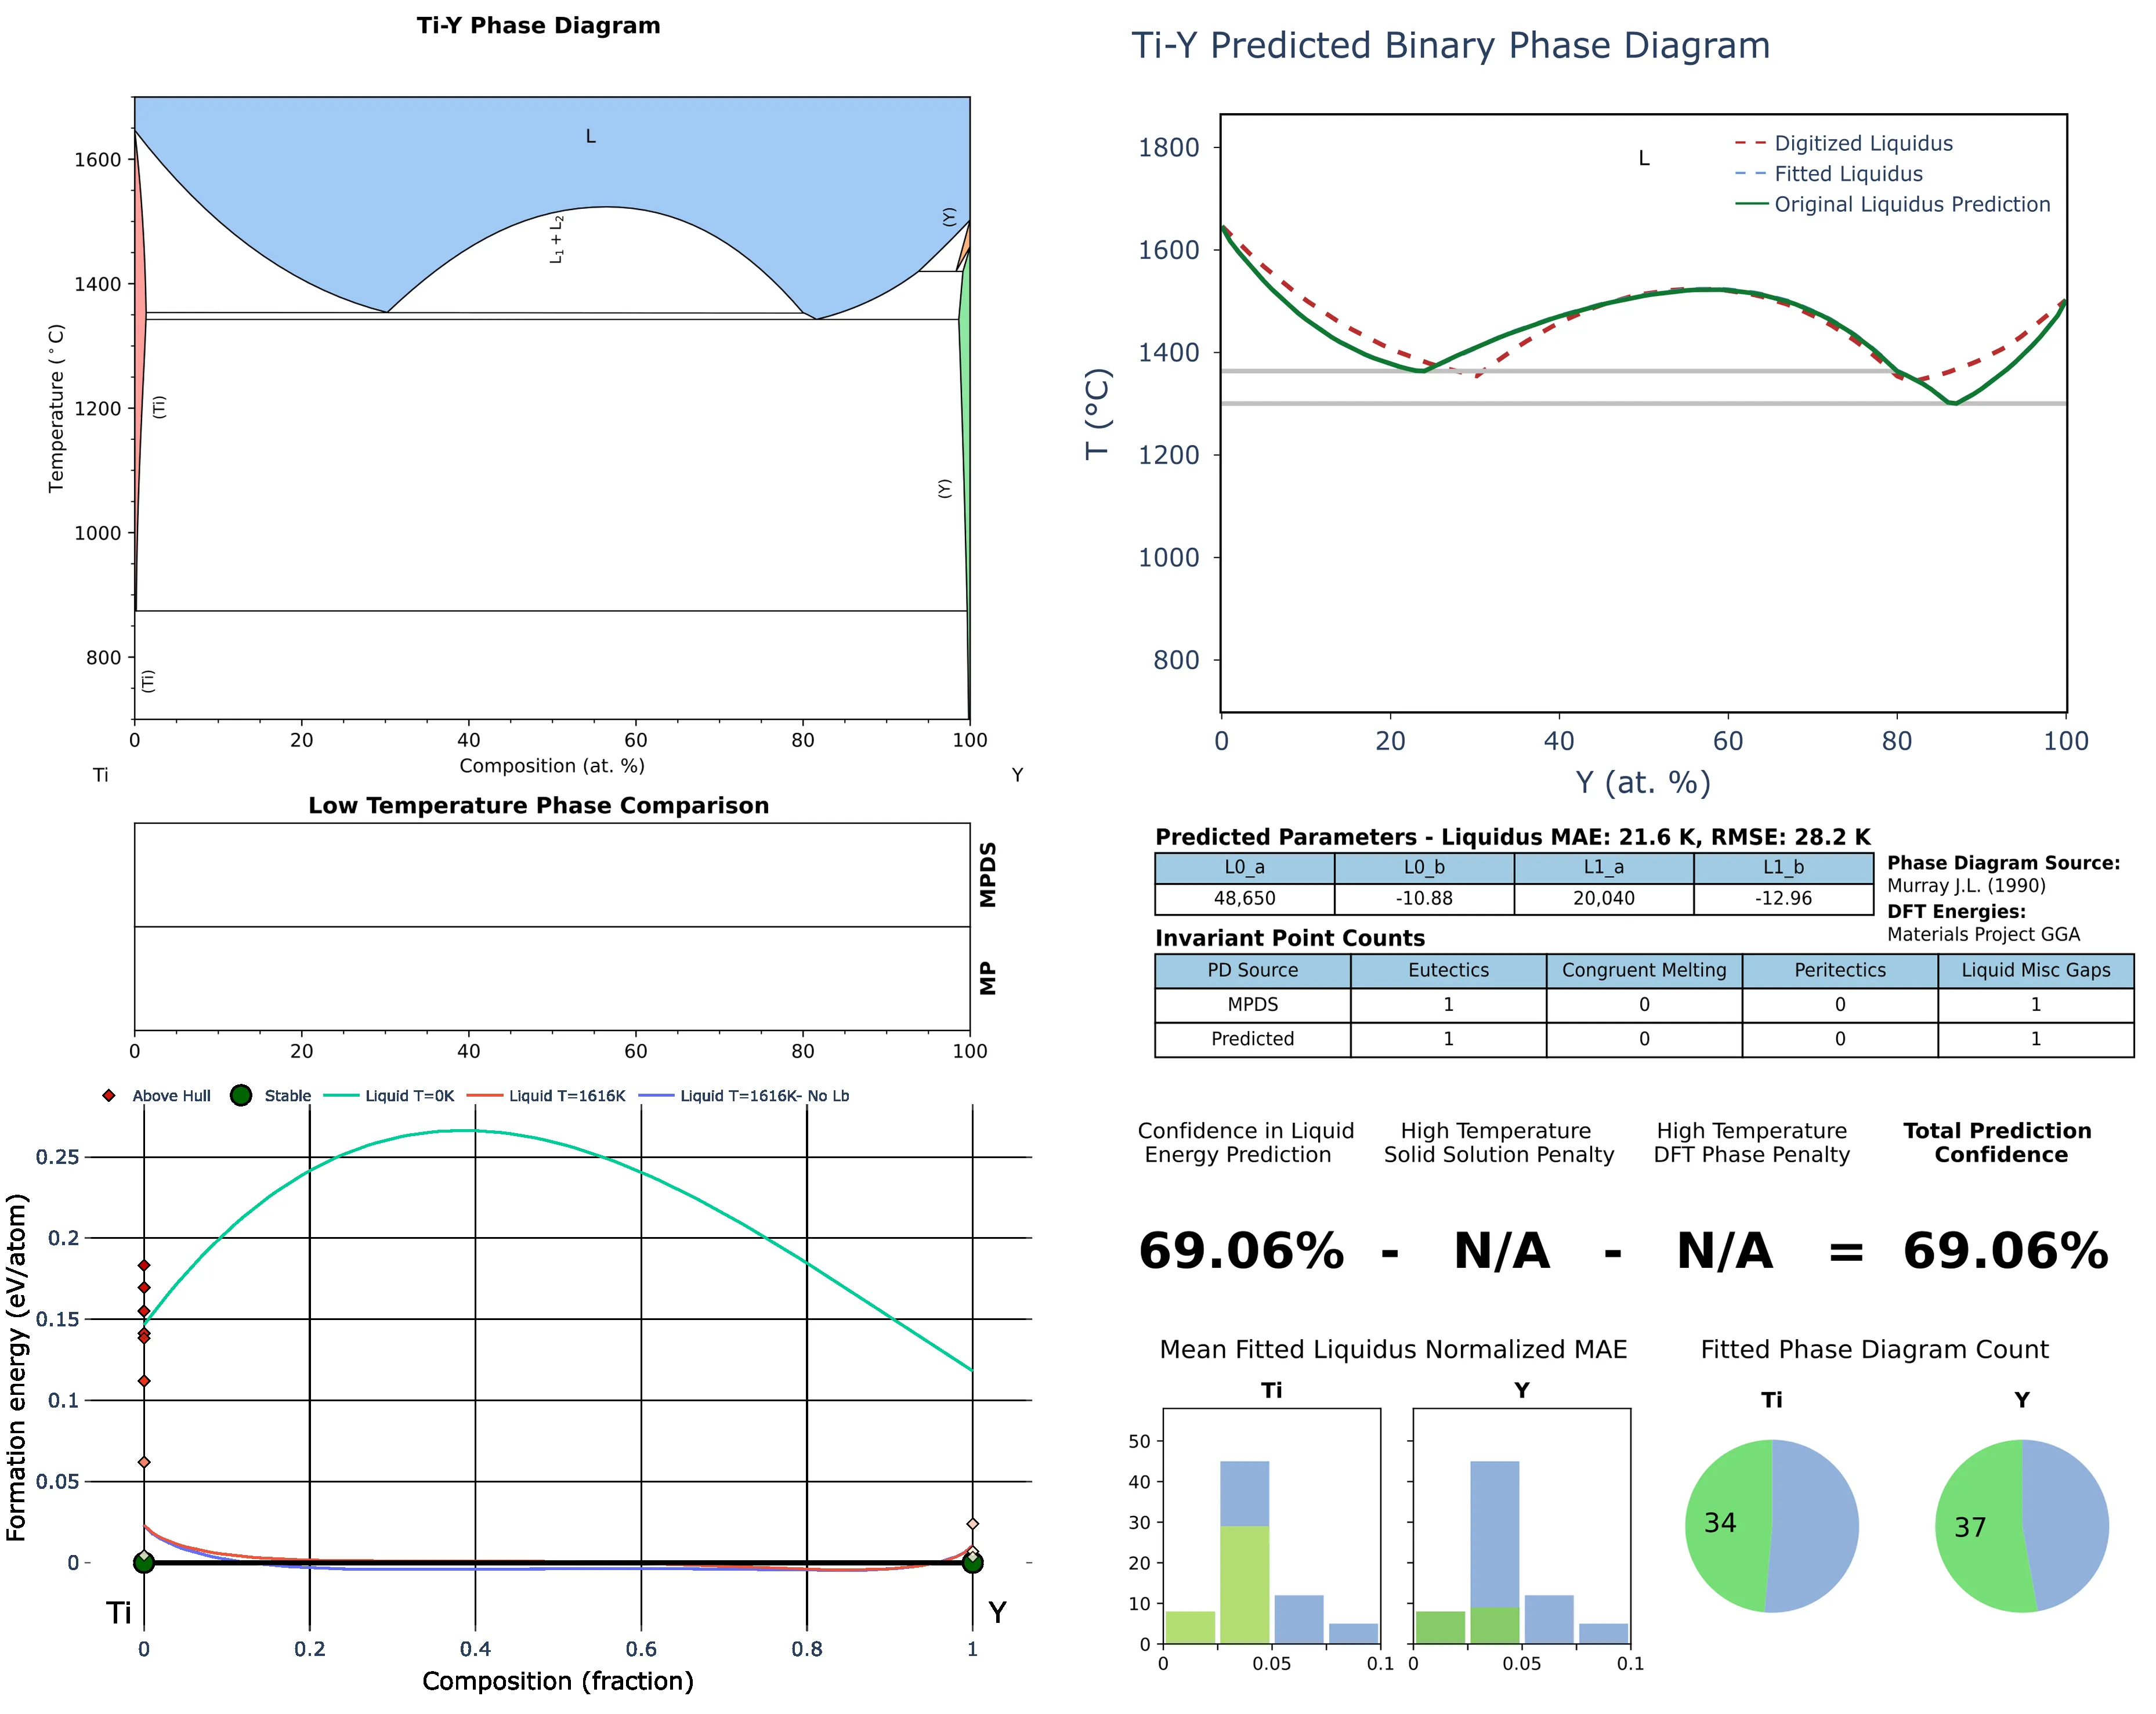 Ti-Y Phase Diagram
L
L₁ + L₂
(Y)
(Ti)
(Y)
(Ti)
1600
1400
1200
1000
800
Temperature (°C)
0 20 40 60 80 100
Composition (at. %)
Ti Y
Low Temperature Phase Comparison
MPDS
MP
0 20 40 60 80 100
Above Hull Stable Liquid T=0K Liquid T=1616K Liquid T=1616K- No Lb
0.25
0.2
0.15
0.1
0.05
0
Formation energy (eV/atom)
Ti Y
0 0.2 0.4 0.6 0.8 1
Composition (fraction)
Ti-Y Predicted Binary Phase Diagram
L
Digitized Liquidus
Fitted Liquidus
Original Liquidus Prediction
1800
1600
1400
1200
1000
800
T (°C)
0 20 40 60 80 100
Y (at. %)
Predicted Parameters - Liquidus MAE: 21.6 K, RMSE: 28.2 K
L0_a L0_b L1_a L1_b
48,650 -10.88 20,040 -12.96
Phase Diagram Source:
Murray J.L. (1990)
DFT Energies:
Materials Project GGA
Invariant Point Counts
PD Source Eutectics Congruent Melting Peritectics Liquid Misc Gaps
MPDS 1 0 0 1
Predicted 1 0 0 1
Confidence in Liquid
Energy Prediction
High Temperature
Solid Solution Penalty
High Temperature
DFT Phase Penalty
Total Prediction
Confidence
69.06% - N/A - N/A = 69.06%
Mean Fitted Liquidus Normalized MAE
Ti Y
50
40
30
20
10
0
0 0.05 0.1 0 0.05 0.1
Fitted Phase Diagram Count
Ti Y
34 37